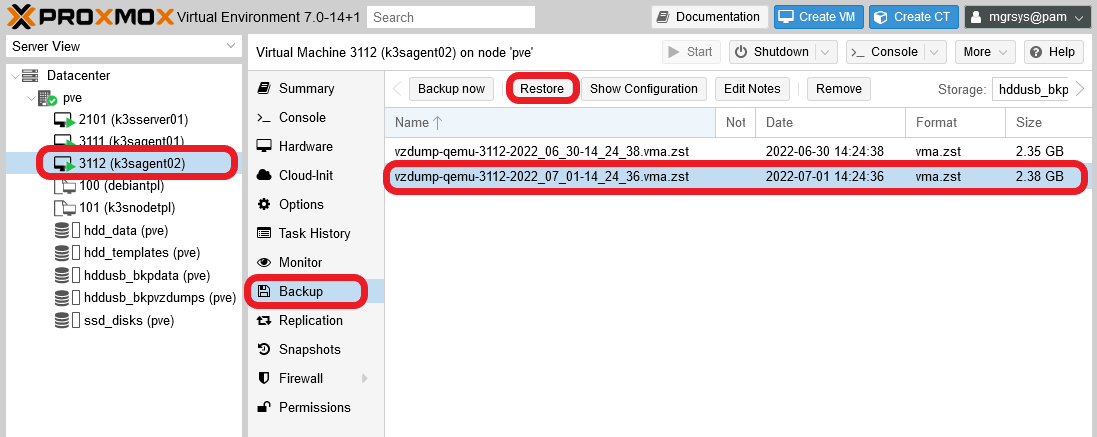 PROXMOX Virtual Environment 7.0-14+1 Search Documentation Create VM Create CT mgrsys@pam
Server View
Datacenter
pve
2101 (k3sserver01)
3111 (k3sagent01)
3112 (k3sagent02)
100 (debiantpl)
101 (k3snodetpl)
hdd_data (pve)
hdd_templates (pve)
hddusb_bkpdata (pve)
hddusb_bkpvzdumps (pve)
ssd_disks (pve)
Virtual Machine 3112 (k3sagent02) on node 'pve' Start Shutdown Console More Help
Summary
Console
Hardware
Cloud-Init
Options
Task History
Monitor
Backup
Replication
Snapshots
Firewall
Permissions
Backup now Restore Show Configuration Edit Notes Remove Storage: hddusb_bkp
Name Not Date Format Size
vzdump-qemu-3112-2022_06_30-14_24_38.vma.zst 2022-06-30 14:24:38 vma.zst 2.35 GB
vzdump-qemu-3112-2022_07_01-14_24_36.vma.zst 2022-07-01 14:24:36 vma.zst 2.38 GB